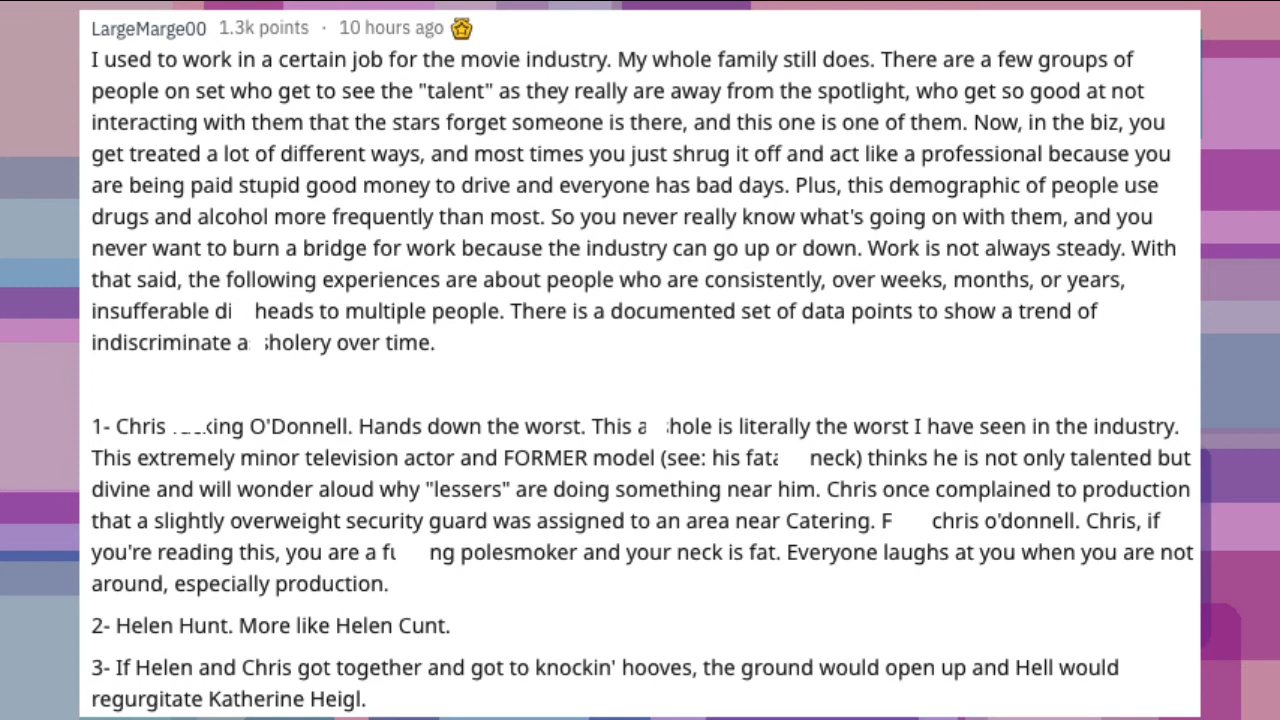 LargeMarge00 1.3k points · 10 hours ago
I used to work in a certain job for the movie industry. My whole family still does. There are a few groups of
people on set who get to see the "talent" as they really are away from the spotlight, who get so good at not
interacting with them that the stars forget someone is there, and this one is one of them. Now, in the biz, you
get treated a lot of different ways, and most times you just shrug it off and act like a professional because you
are being paid stupid good money to drive and everyone has bad days. Plus, this demographic of people use
drugs and alcohol more frequently than most. So you never really know what's going on with them, and you
never want to burn a bridge for work because the industry can go up or down. Work is not always steady. With
that said, the following experiences are about people who are consistently, over weeks, months, or years,
insufferable di heads to multiple people. There is a documented set of data points to show a trend of
indiscriminate a sholery over time.
1- Chris king O'Donnell. Hands down the worst. This a hole is literally the worst I have seen in the industry.
This extremely minor television actor and FORMER model (see: his fata neck) thinks he is not only talented but
divine and will wonder aloud why "lessers" are doing something near him. Chris once complained to production
that a slightly overweight security guard was assigned to an area near Catering. F chris o'donnell. Chris, if
you're reading this, you are a fu ng polesmoker and your neck is fat. Everyone laughs at you when you are not
around, especially production.
2- Helen Hunt. More like Helen Cunt.
3- If Helen and Chris got together and got to knockin' hooves, the ground would open up and Hell would
regurgitate Katherine Heigl.